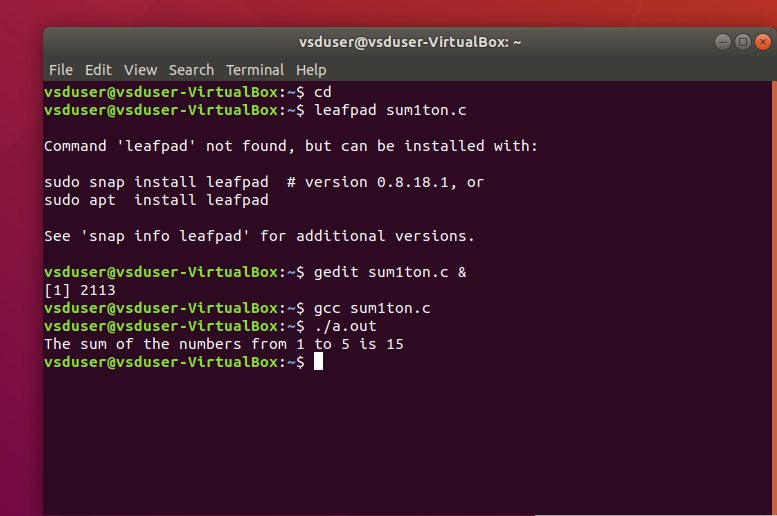 vsduser@vsduser-VirtualBox: ~
File Edit View Search Terminal Help
vsduser@vsduser-VirtualBox:~$ cd
vsduser@vsduser-VirtualBox:~$ leafpad sum1ton.c
Command 'leafpad' not found, but can be installed with:
sudo snap install leafpad  # version 0.8.18.1, or
sudo apt  install leafpad
See 'snap info leafpad' for additional versions.
vsduser@vsduser-VirtualBox:~$ gedit sum1ton.c &
[1] 2113
vsduser@vsduser-VirtualBox:~$ gcc sum1ton.c
vsduser@vsduser-VirtualBox:~$ ./a.out
The sum of the numbers from 1 to 5 is 15
vsduser@vsduser-VirtualBox:~$